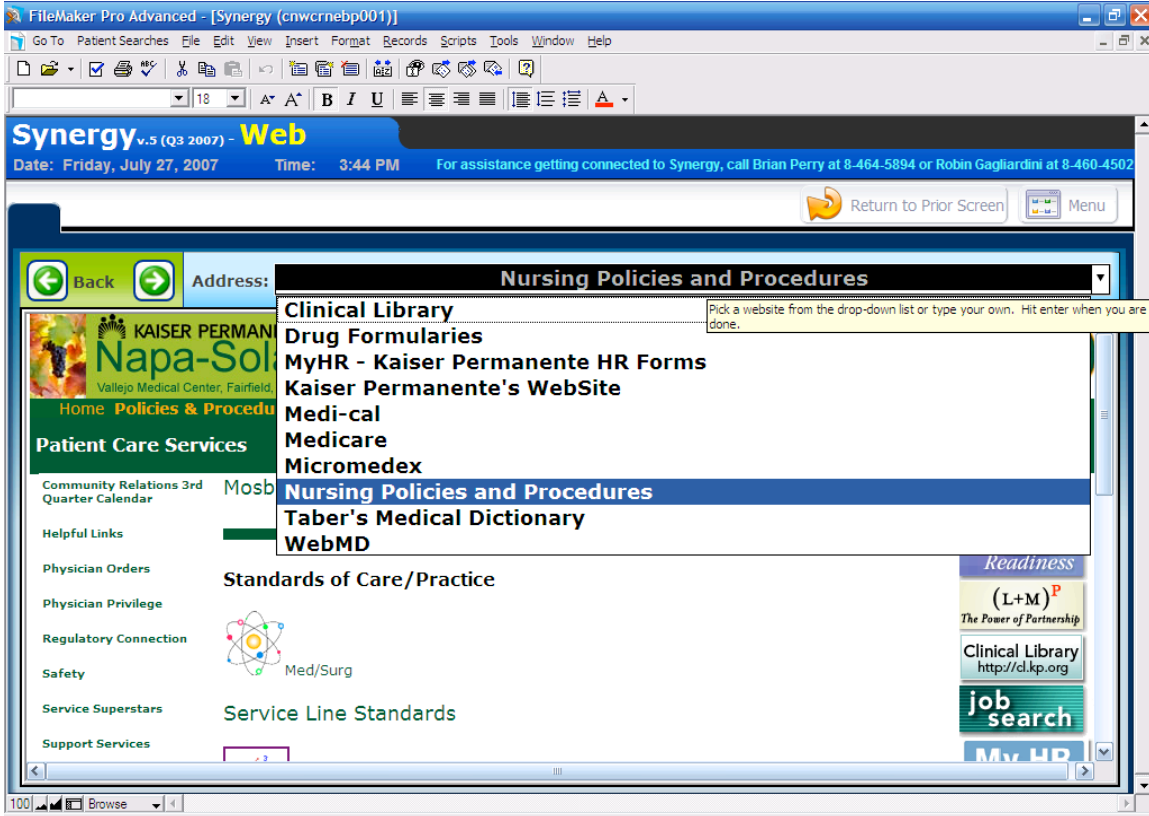 FileMaker Pro Advanced - [Synergy (cnwcrnebp001)]
Go To Patient Searches File Edit View Insert Format Records Scripts Tools Window Help
18 B I U A
Synergy v.5 (Q3 2007) - Web
Date: Friday, July 27, 2007 Time: 3:44 PM For assistance getting connected to Synergy, call Brian Perry at 8-464-5894 or Robin Gagliardini at 8-460-4502
Return to Prior Screen Menu
Back Address: Nursing Policies and Procedures
Pick a website from the drop-down list or type your own. Hit enter when you are
done.
Clinical Library
Drug Formularies
MyHR - Kaiser Permanente HR Forms
Kaiser Permanente's WebSite
Medi-cal
Medicare
Micromedex
Nursing Policies and Procedures
Taber's Medical Dictionary
WebMD
KAISER PERMAN
Napa-Sol
Vallejo Medical Center, Fairfield,
Home Policies & Procedu
Patient Care Services
Community Relations 3rd
Quarter Calendar
Helpful Links
Physician Orders
Physician Privilege
Regulatory Connection
Safety
Service Superstars
Support Services
Mosb
Standards of Care/Practice
Med/Surg
Service Line Standards
Readiness
(L+M)P
The Power of Partnership
Clinical Library
http://cl.kp.org
job
search
My HR
100 Browse